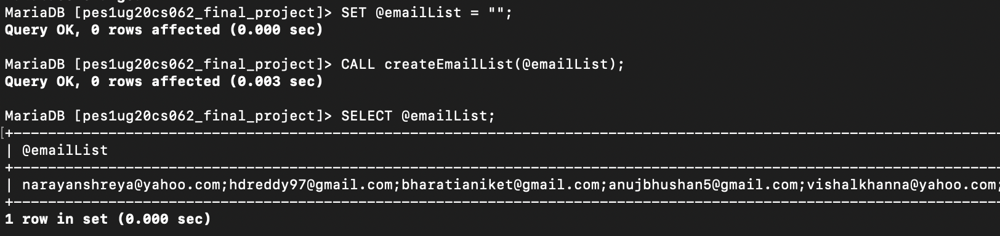 MariaDB [pes1ug20cs062_final_project]> SET @emailList = "";
Query OK, 0 rows affected (0.000 sec)
MariaDB [pes1ug20cs062_final_project]> CALL createEmailList(@emailList);
Query OK, 0 rows affected (0.003 sec)
MariaDB [pes1ug20cs062_final_project]> SELECT @emailList;
| @emailList
| narayanshreya@yahoo.com;hdreddy97@gmail.com;bharatianiket@gmail.com;anujbhushan5@gmail.com;vishalkhanna@yahoo.com;
1 row in set (0.000 sec)